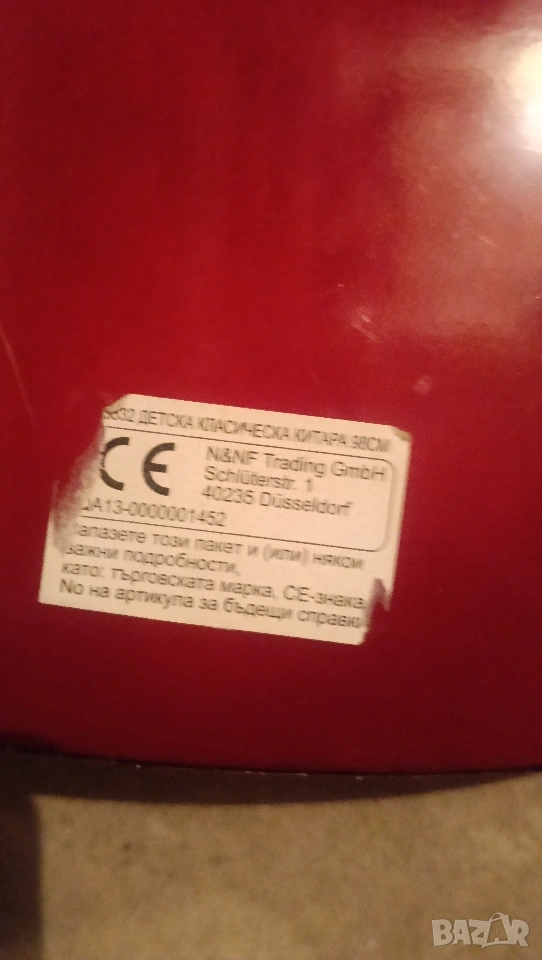 ДЕТСКА КЛАСИЧЕСКА КИТАРА 98СМ
CE
N&NF Trading GmbH
Schlüterstr. 1
40235 Düsseldorf
QA13-0000001452
Запазете този пакет и (или) някои
важни подробности,
като: търговската марка, CE-знака,
No на артикула за бъдещи справки
BAZAR